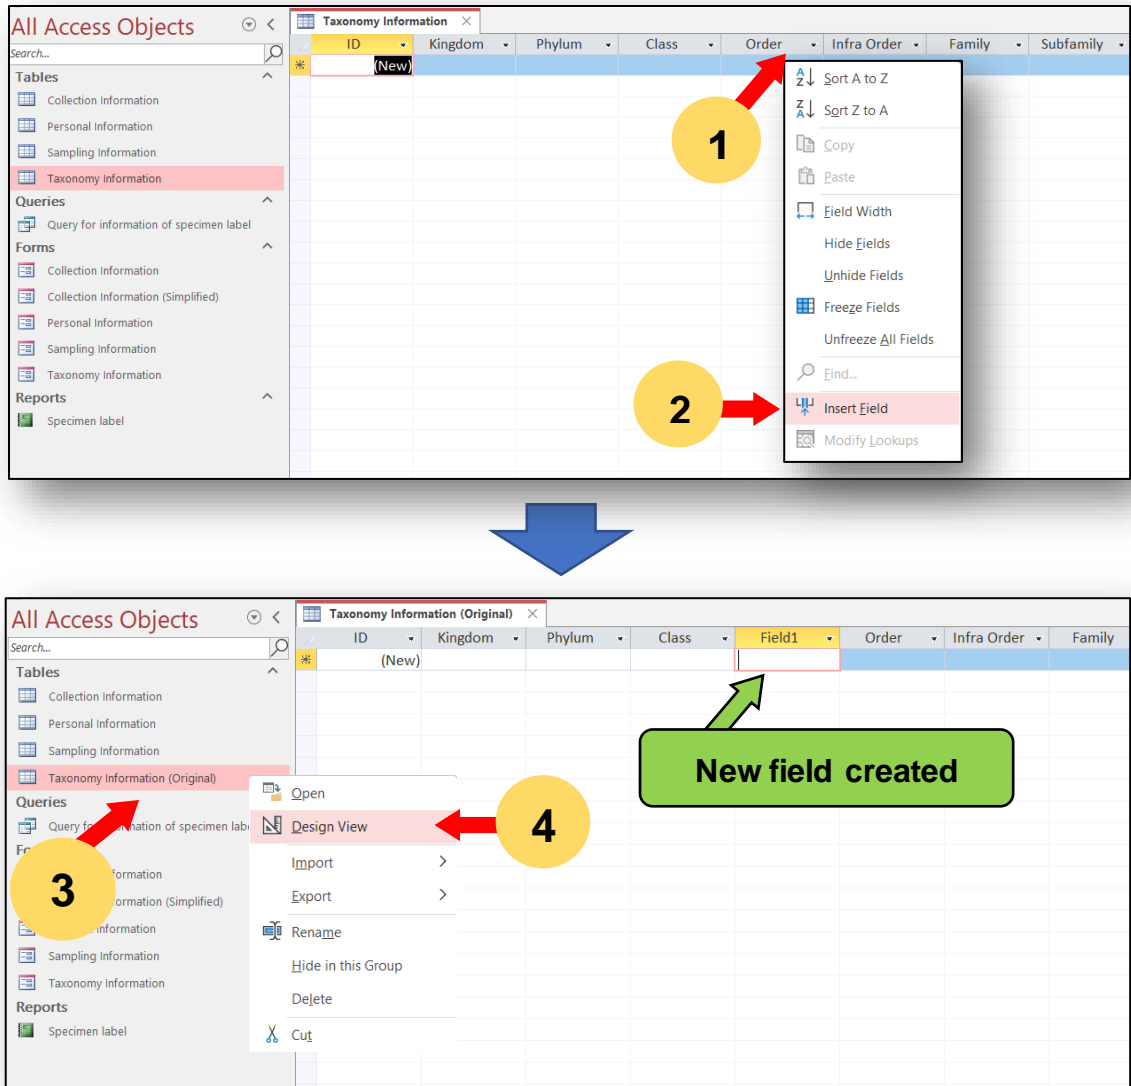 All Access Objects
Search...
Tables
Collection Information
Personal Information
Sampling Information
Taxonomy Information
Queries
Query for information of specimen label
Forms
Collection Information
Collection Information (Simplified)
Personal Information
Sampling Information
Taxonomy Information
Reports
Specimen label
Taxonomy Information
ID Kingdom Phylum Class Order Infra Order Family Subfamily
(New)
1
Sort A to Z
Sort Z to A
Copy
Paste
Field Width
Hide Fields
Unhide Fields
Freeze Fields
Unfreeze All Fields
Find...
2
Insert Field
Modify Lookups
All Access Objects
Search...
Tables
Collection Information
Personal Information
Sampling Information
Taxonomy Information (Original)
Queries
Sampling Information
Taxonomy Information
Reports
Specimen label
Taxonomy Information (Original)
ID Kingdom Phylum Class Field1 Order Infra Order Family
(New)
New field created
3
Open
Design View
4
Import
Export
Rename
Hide in this Group
Delete
Cut